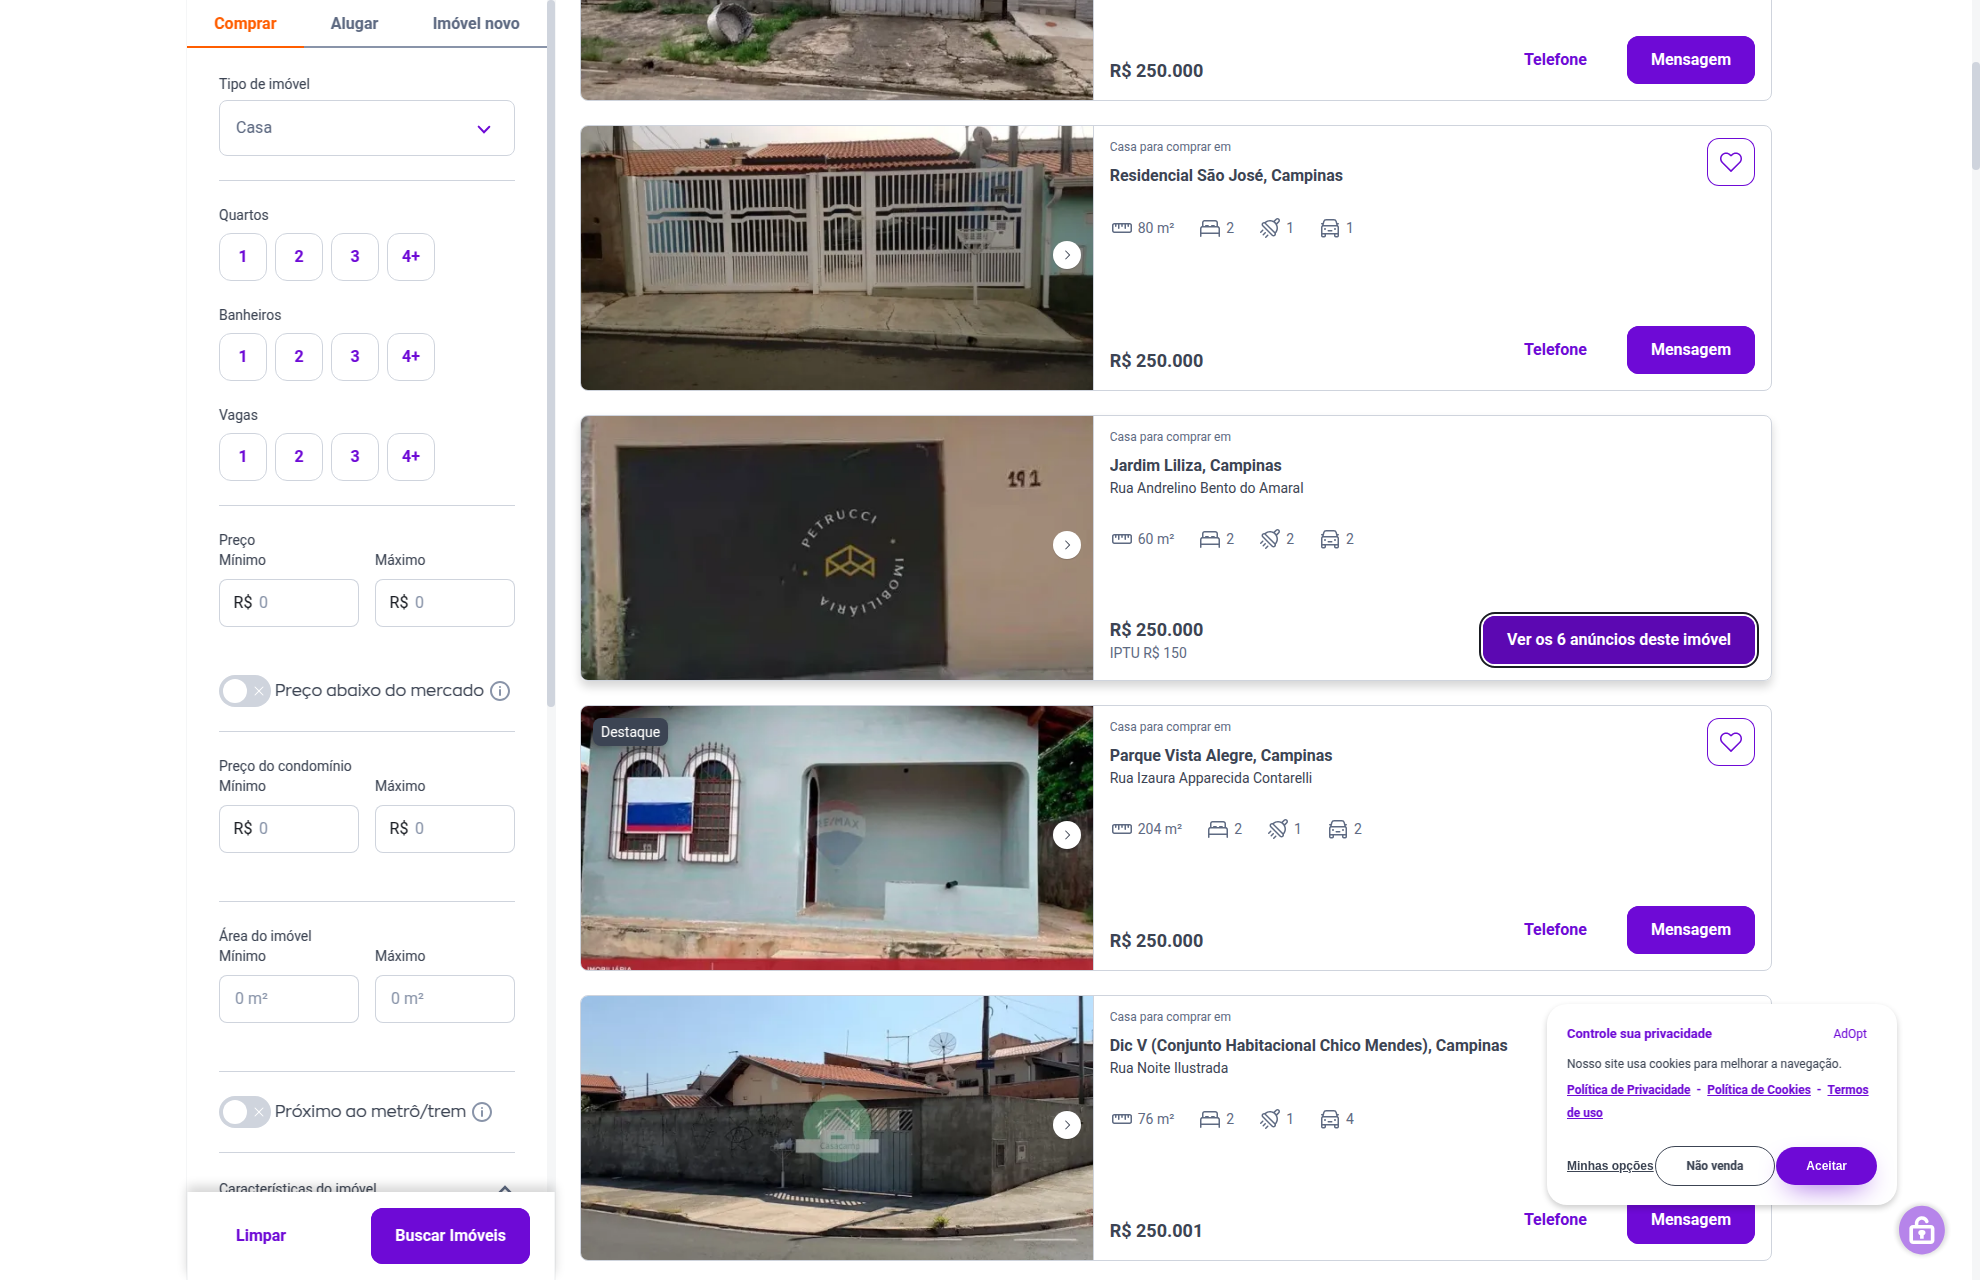 Comprar
Alugar
Imóvel novo
Tipo de imóvel
Casa
Quartos
1
2
3
4+
Banheiros
1
2
3
4+
Vagas
1
2
3
4+
Preço
Mínimo
Máximo
R$ 0
R$ 0
Preço abaixo do mercado
Preço do condomínio
Mínimo
Máximo
R$ 0
R$ 0
Área do imóvel
Mínimo
Máximo
0 m²
0 m²
Próximo ao metrô/trem
Características do imóvel
Limpar
Buscar Imóveis
R$ 250.000
Telefone
Mensagem
Casa para comprar em
Residencial São José, Campinas
80 m²
2
1
1
R$ 250.000
Telefone
Mensagem
191
PETRUCCI
IMOBILIÁRIA
Casa para comprar em
Jardim Liliza, Campinas
Rua Andrelino Bento do Amaral
60 m²
2
2
2
R$ 250.000
IPTU R$ 150
Ver os 6 anúncios deste imóvel
Destaque
RE/MAX
IMOBILIÁRIA
Casa para comprar em
Parque Vista Alegre, Campinas
Rua Izaura Apparecida Contarelli
204 m²
2
1
2
R$ 250.000
Telefone
Mensagem
Casa para comprar em
Dic V (Conjunto Habitacional Chico Mendes), Campinas
Rua Noite Ilustrada
76 m²
2
1
4
R$ 250.001
Telefone
Mensagem
Controle sua privacidade
AdOpt
Nosso site usa cookies para melhorar a navegação.
Política de Privacidade - Política de Cookies - Termos
de uso
Minhas opções
Não venda
Aceitar